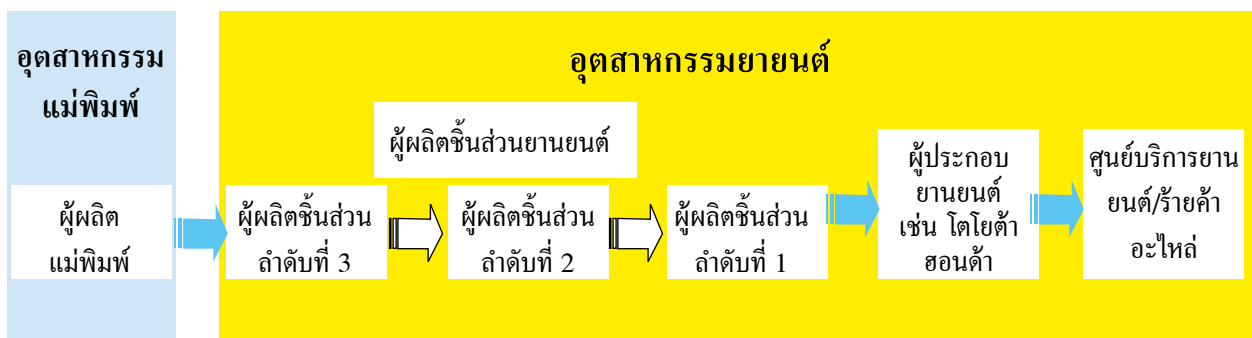 อุตสาหกรรม
แม่พิมพ์
อุตสาหกรรมยายนต์
ผู้ผลิตชิ้นส่วนยานยนต์
ผู้ผลิต
แม่พิมพ์
ผู้ผลิตชิ้นส่วน
ลำดับที่ 3
ผู้ผลิตชิ้นส่วน
ลำดับที่ 2
ผู้ผลิตชิ้นส่วน
ลำดับที่ 1
ผู้ประกอบ
ยานยนต์
เช่น โตโยต้า
ฮอนด้า
ศูนย์บริการยาน
ยนต์/ร้ายค้า
อะไหล่